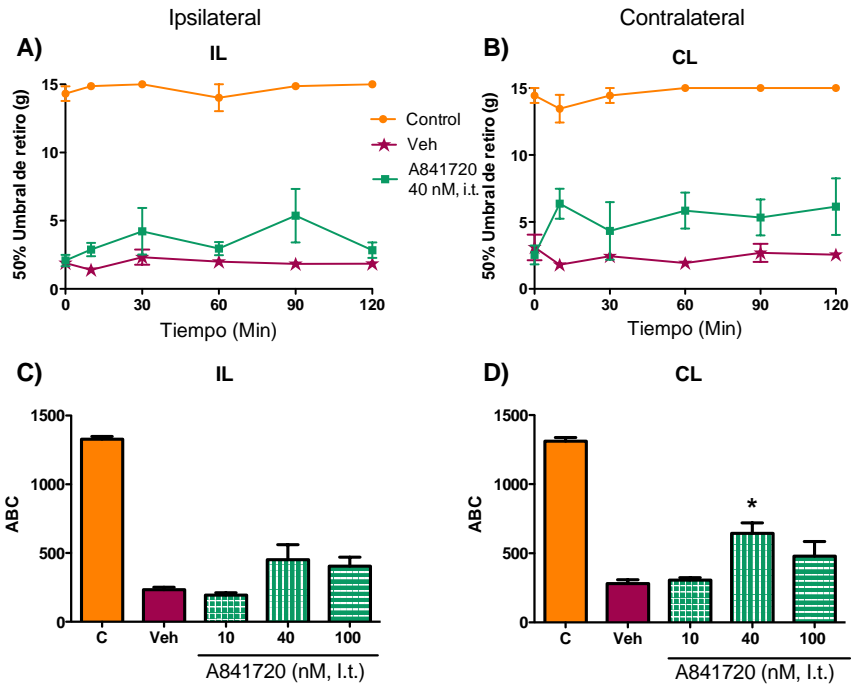 Ipsilateral
Contralateral
A)
IL
B)
CL
50% Umbral de retiro (g)
15
10
5
0
0 30 60 90 120
Tiempo (Min)
Control
Veh
A841720
40 nM, i.t.
50% Umbral de retiro (g)
15
10
5
0
0 30 60 90 120
Tiempo (Min)
C)
IL
D)
CL
ABC
1500
1000
500
0
C Veh 10 40 100
A841720 (nM, I.t.)
ABC
1500
1000
500
0
*
C Veh 10 40 100
A841720 (nM, I.t.)